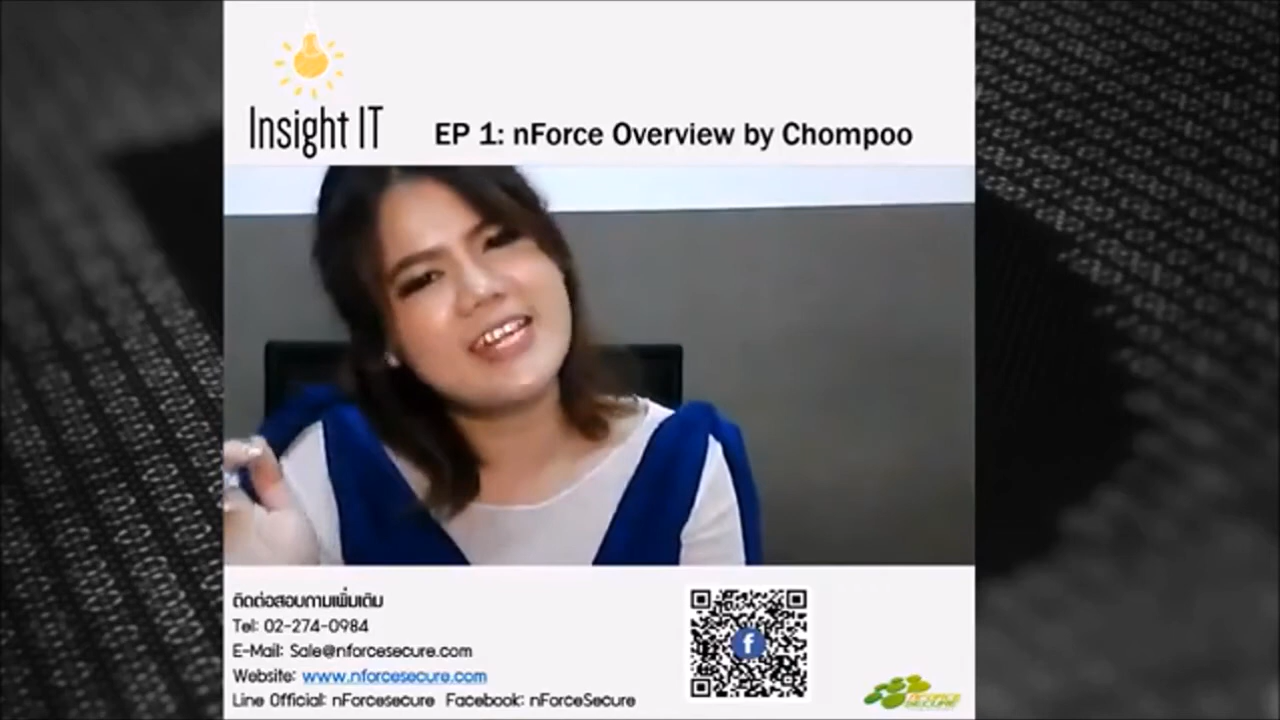 Insight IT
EP 1: nForce Overview by Chompoo
ติดต่อสอบถามเพิ่มเติม
Tel: 02-274-0984
E-Mail: Sale@nforcesecure.com
Website: www.nforcesecure.com
Line Official: nForcesecure Facebook: nForceSecure
f
nForce
SECURE